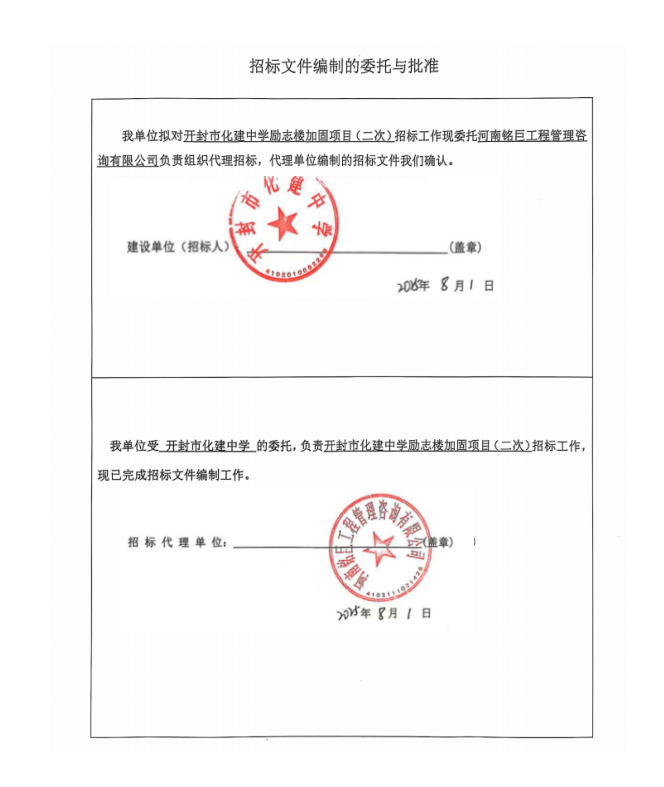 招标文件编制的委托与批准
我单位拟对开封市化建中学励志楼加固项目（二次）招标工作现委托河南铭巨工程管理咨
询有限公司负责组织代理招标，代理单位编制的招标文件我们确认。
开封市化建中学
建设单位（招标人） (盖章)
2025年 8月1 日
我单位受 开封市化建中学 的委托，负责开封市化建中学励志楼加固项目（二次）招标工作，
现已完成招标文件编制工作。
河南铭巨工程管理咨询有限公司
招 标 代 理 单 位： (盖章)
2025年 8月 1 日